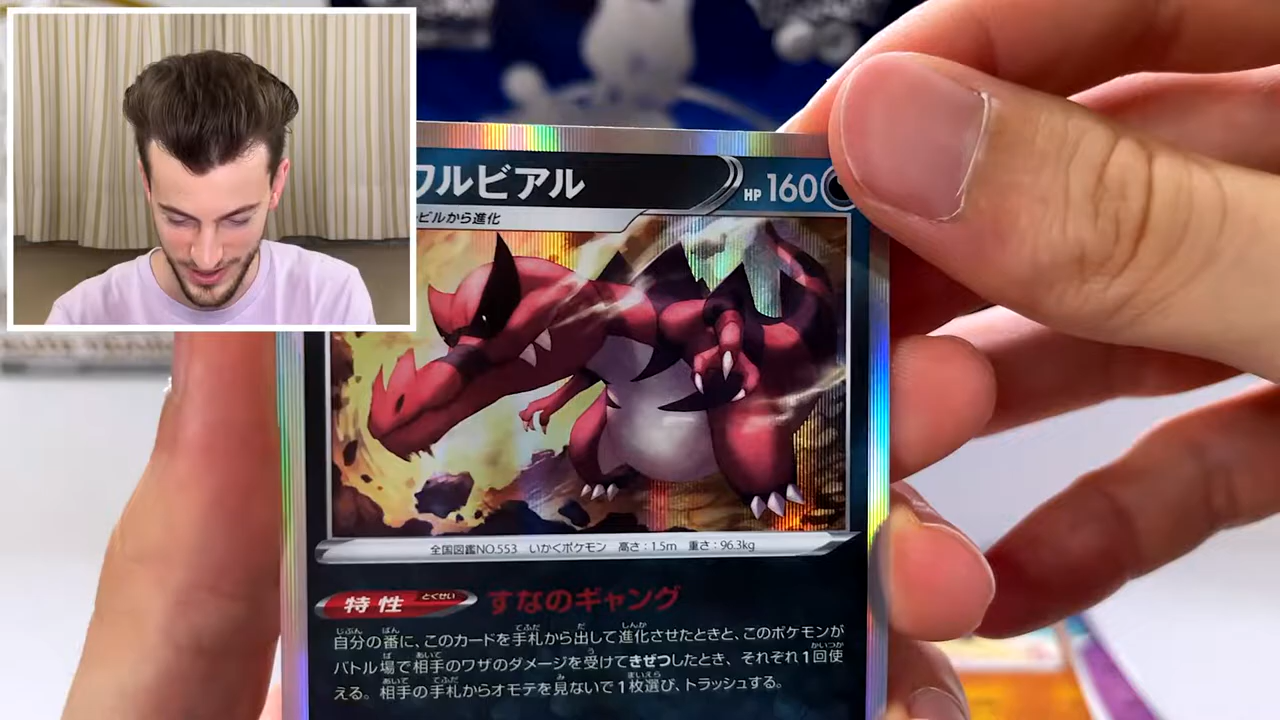 ワルビアル
HP 160
ビルから進化
全国図鑑NO.553 いかくポケモン 高さ：1.5m 重さ：96.3kg
特性 とくせい すなのギャング
自分の番に、このカードを手札から出して進化させたときと、このポケモンが
バトル場で相手のワザのダメージを受けてきぜつしたとき、それぞれ1回使
える。相手の手札からオモテを見ないで1枚選び、トラッシュする。